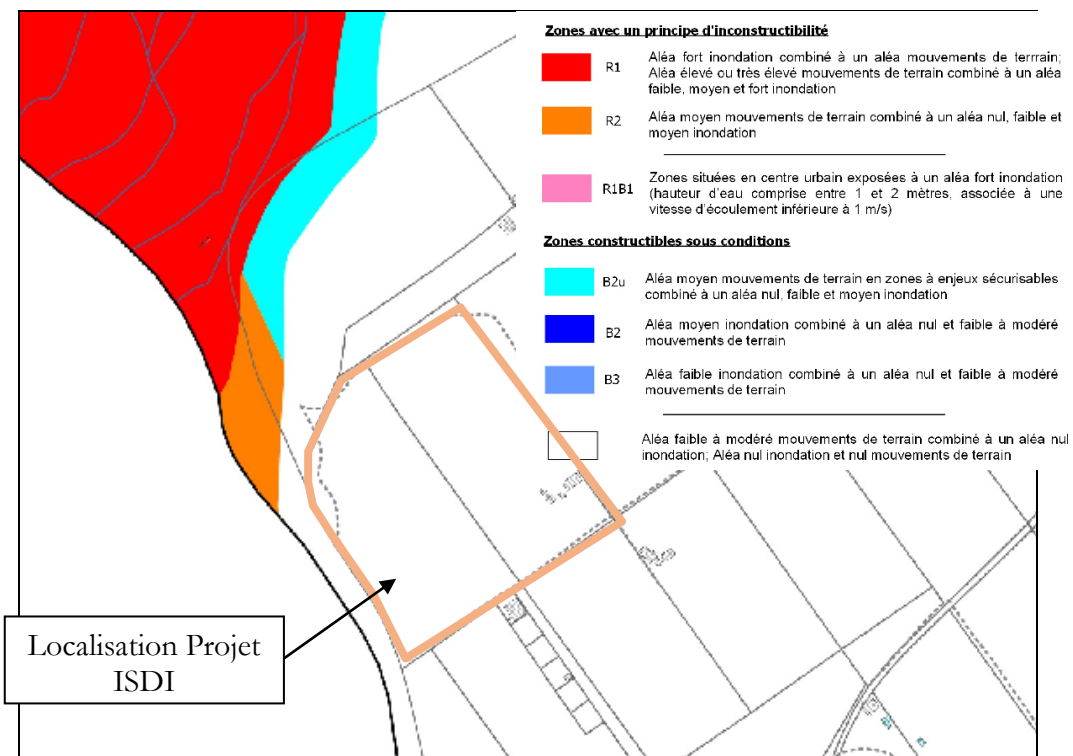 Zones avec un principe d'inconstructibilité
R1
Aléa fort inondation combiné à un aléa mouvements de terrrain;
Aléa élevé ou très élevé mouvements de terrain combiné à un aléa
faible, moyen et fort inondation
R2
Aléa moyen mouvements de terrain combiné à un aléa nul, faible et
moyen inondation
R1B1
Zones situées en centre urbain exposées à un aléa fort inondation
(hauteur d'eau comprise entre 1 et 2 mètres, associée à une
vitesse d'écoulement inférieure à 1 m/s)
Zones constructibles sous conditions
B2u
Aléa moyen mouvements de terrain en zones à enjeux sécurisables
combiné à un aléa nul, faible et moyen inondation
B2
Aléa moyen inondation combiné à un aléa nul et faible à modéré
mouvements de terrain
B3
Aléa faible inondation combiné à un aléa nul et faible à modéré
mouvements de terrain
Aléa faible à modéré mouvements de terrain combiné à un aléa nul
inondation; Aléa nul inondation et nul mouvements de terrain
Localisation Projet
ISDI